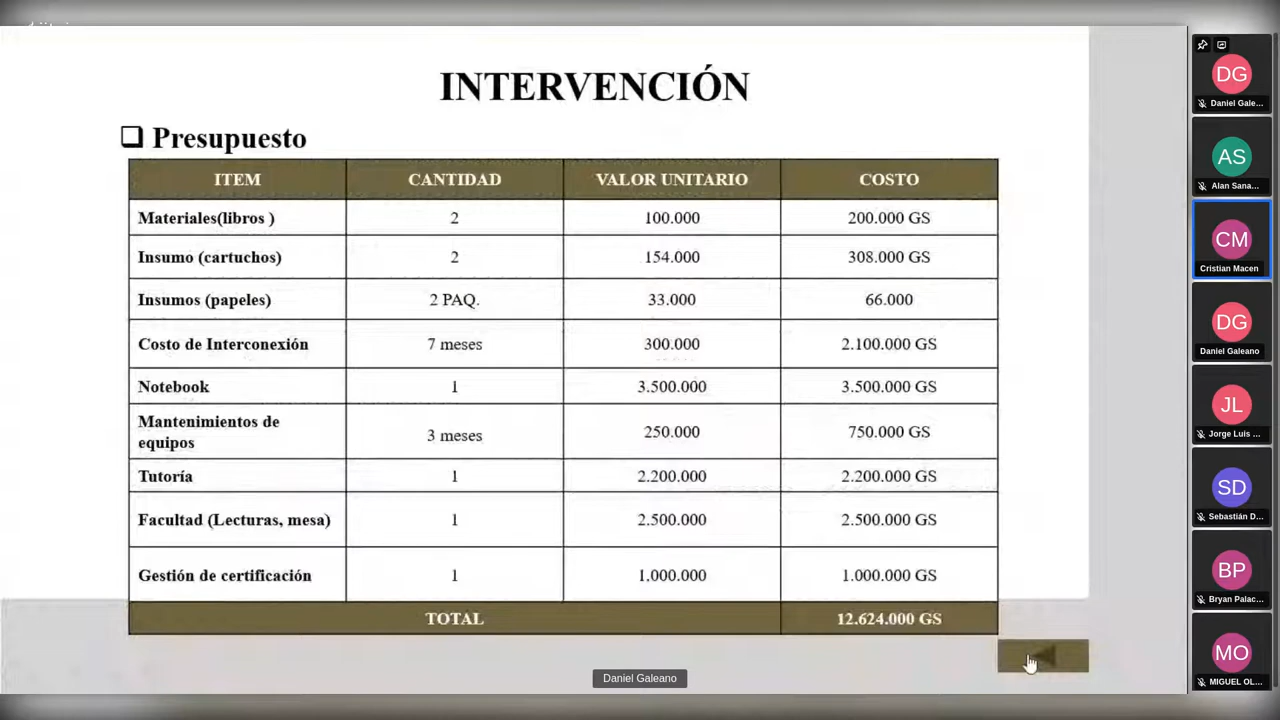 INTERVENCIÓN
❑ Presupuesto
ITEM CANTIDAD VALOR UNITARIO COSTO
Materiales(libros ) 2 100.000 200.000 GS
Insumo (cartuchos) 2 154.000 308.000 GS
Insumos (papeles) 2 PAQ. 33.000 66.000
Costo de Interconexión 7 meses 300.000 2.100.000 GS
Notebook 1 3.500.000 3.500.000 GS
Mantenimientos de
equipos 3 meses 250.000 750.000 GS
Tutoría 1 2.200.000 2.200.000 GS
Facultad (Lecturas, mesa) 1 2.500.000 2.500.000 GS
Gestión de certificación 1 1.000.000 1.000.000 GS
TOTAL 12.624.000 GS
Daniel Galeano
DG
Daniel Gale...
AS
Alan Sana...
CM
Cristian Macen
DG
Daniel Galeano
JL
Jorge Luis ...
SD
Sebastián D...
BP
Bryan Palac...
MO
MIGUEL OL...